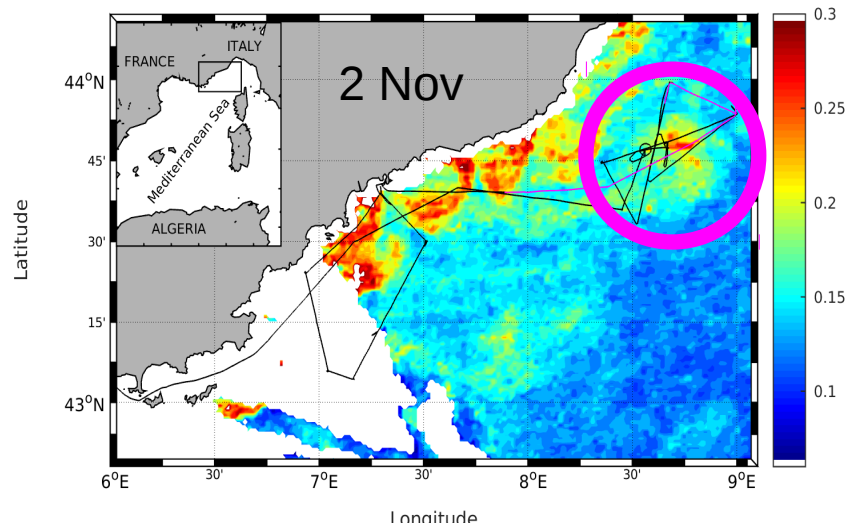 ITALY
FRANCE
2 Nov
Mediterranean Sea
ALGERIA
44°N
45'
30'
15'
43°N
6°E
30'
7°E
30'
8°E
30'
9°E
Latitude
Longitude
0.3
0.25
0.2
0.15
0.1